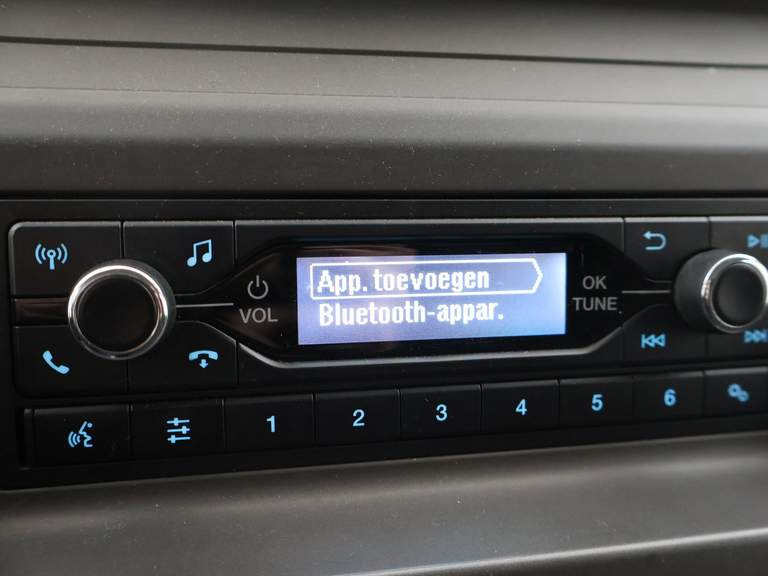 App. toevoegen
Bluetooth-appar.
VOL
OK
TUNE
1 2 3 4 5 6